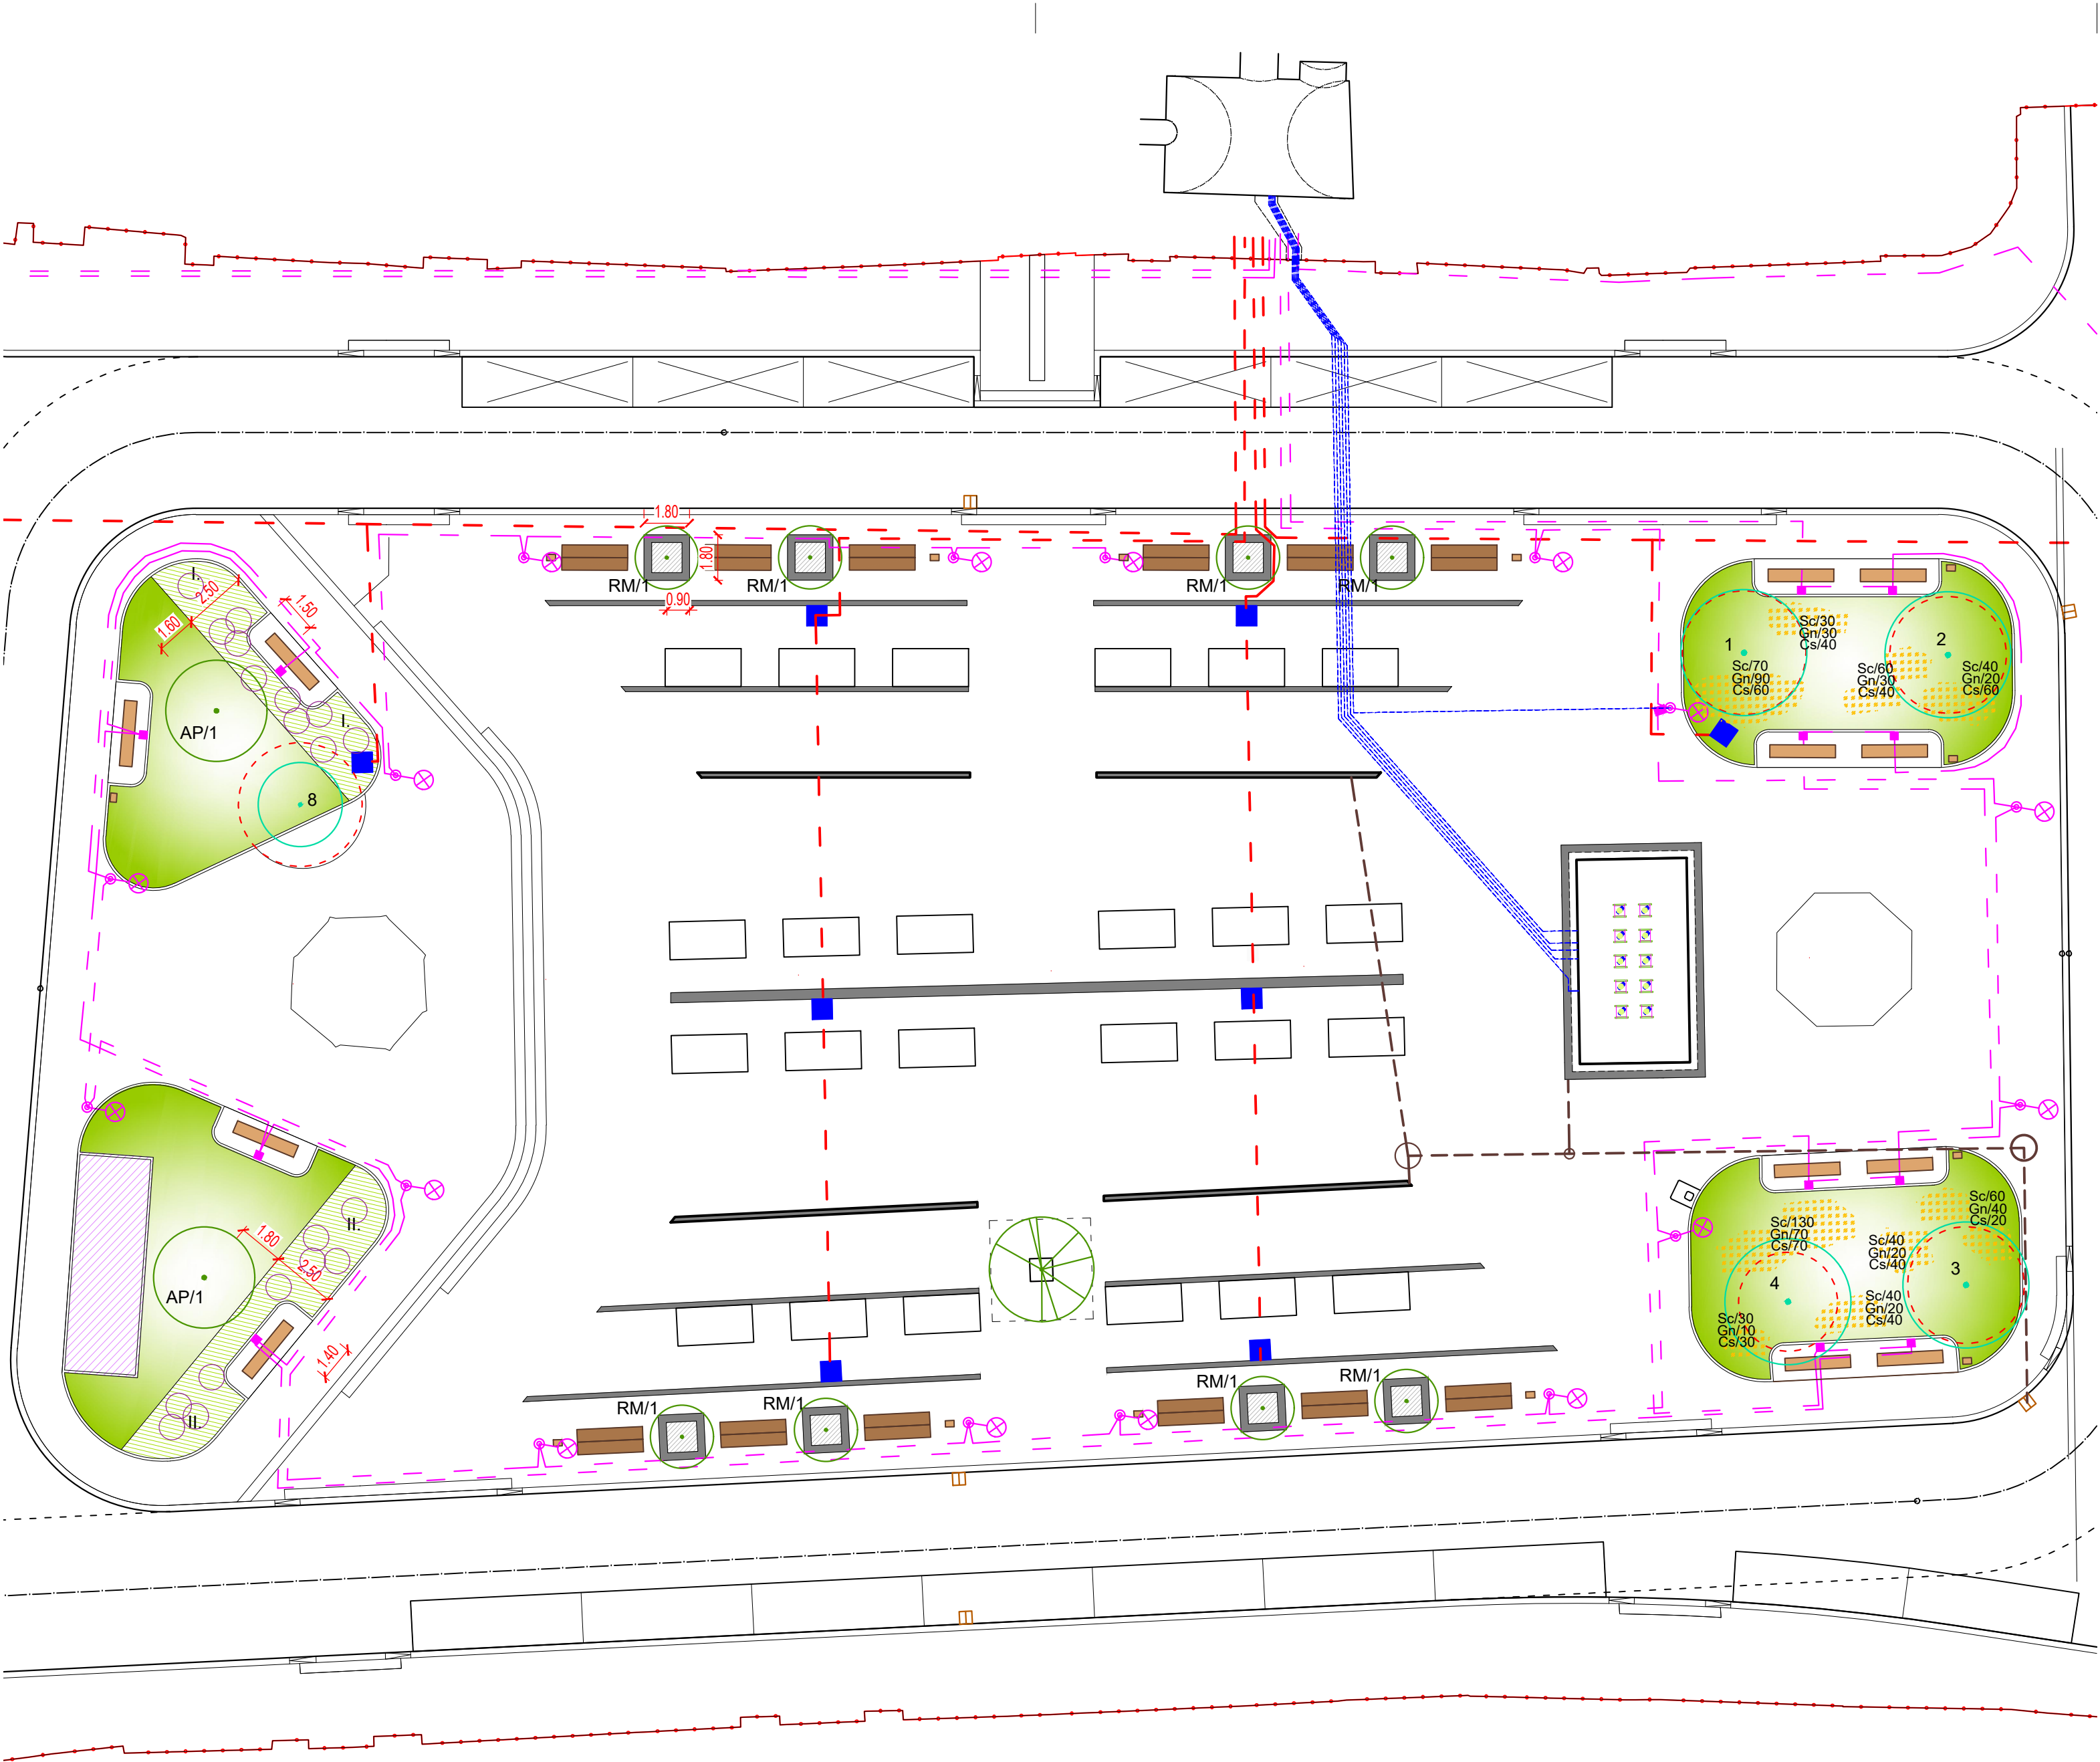 1.80
1.80
0.90
RM/1
RM/1
RM/1
RM/1
I.
2.50
1.50
1.60
I.
AP/1
8
1
2
Sc/30
Gn/30
Cs/40
Sc/70
Gn/90
Cs/60
Sc/60
Gn/30
Cs/40
Sc/40
Gn/20
Cs/60
II.
1.80
2.50
AP/1
1.40
II.
RM/1
RM/1
RM/1
RM/1
Sc/60
Gn/40
Cs/20
Sc/130
Gn/70
Cs/70
Sc/40
Gn/20
Cs/40
3
4
Sc/40
Gn/20
Cs/40
Sc/30
Gn/10
Cs/30